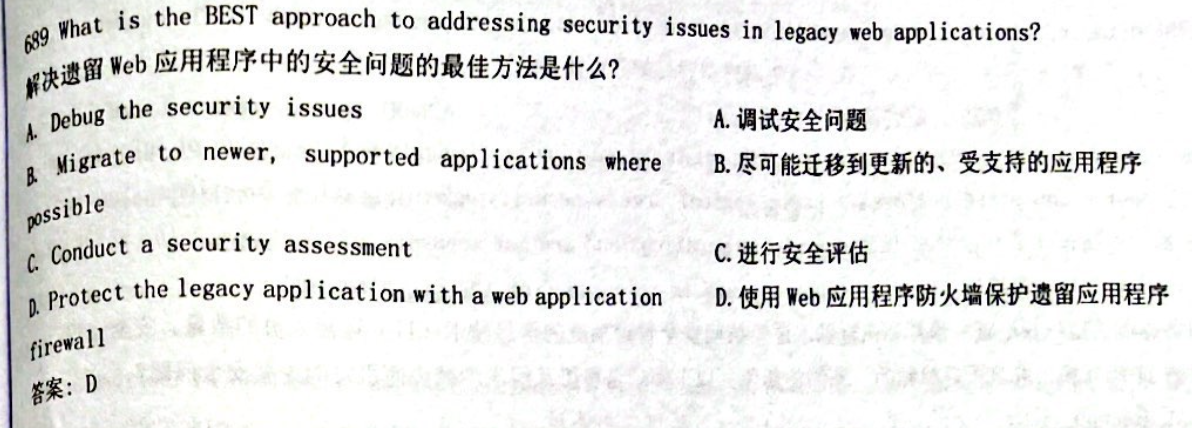 689 What is the BEST approach to addressing security issues in legacy web applications?
解决遗留 Web 应用程序中的安全问题的最佳方法是什么?
A. Debug the security issues A.调试安全问题
B. Migrate to newer, supported applications where B.尽可能迁移到更新的、受支持的应用程序
possible
C. Conduct a security assessment C.进行安全评估
D. Protect the legacy application with a web application D.使用 Web 应用程序防火墙保护遗留应用程序
firewall
答案: D